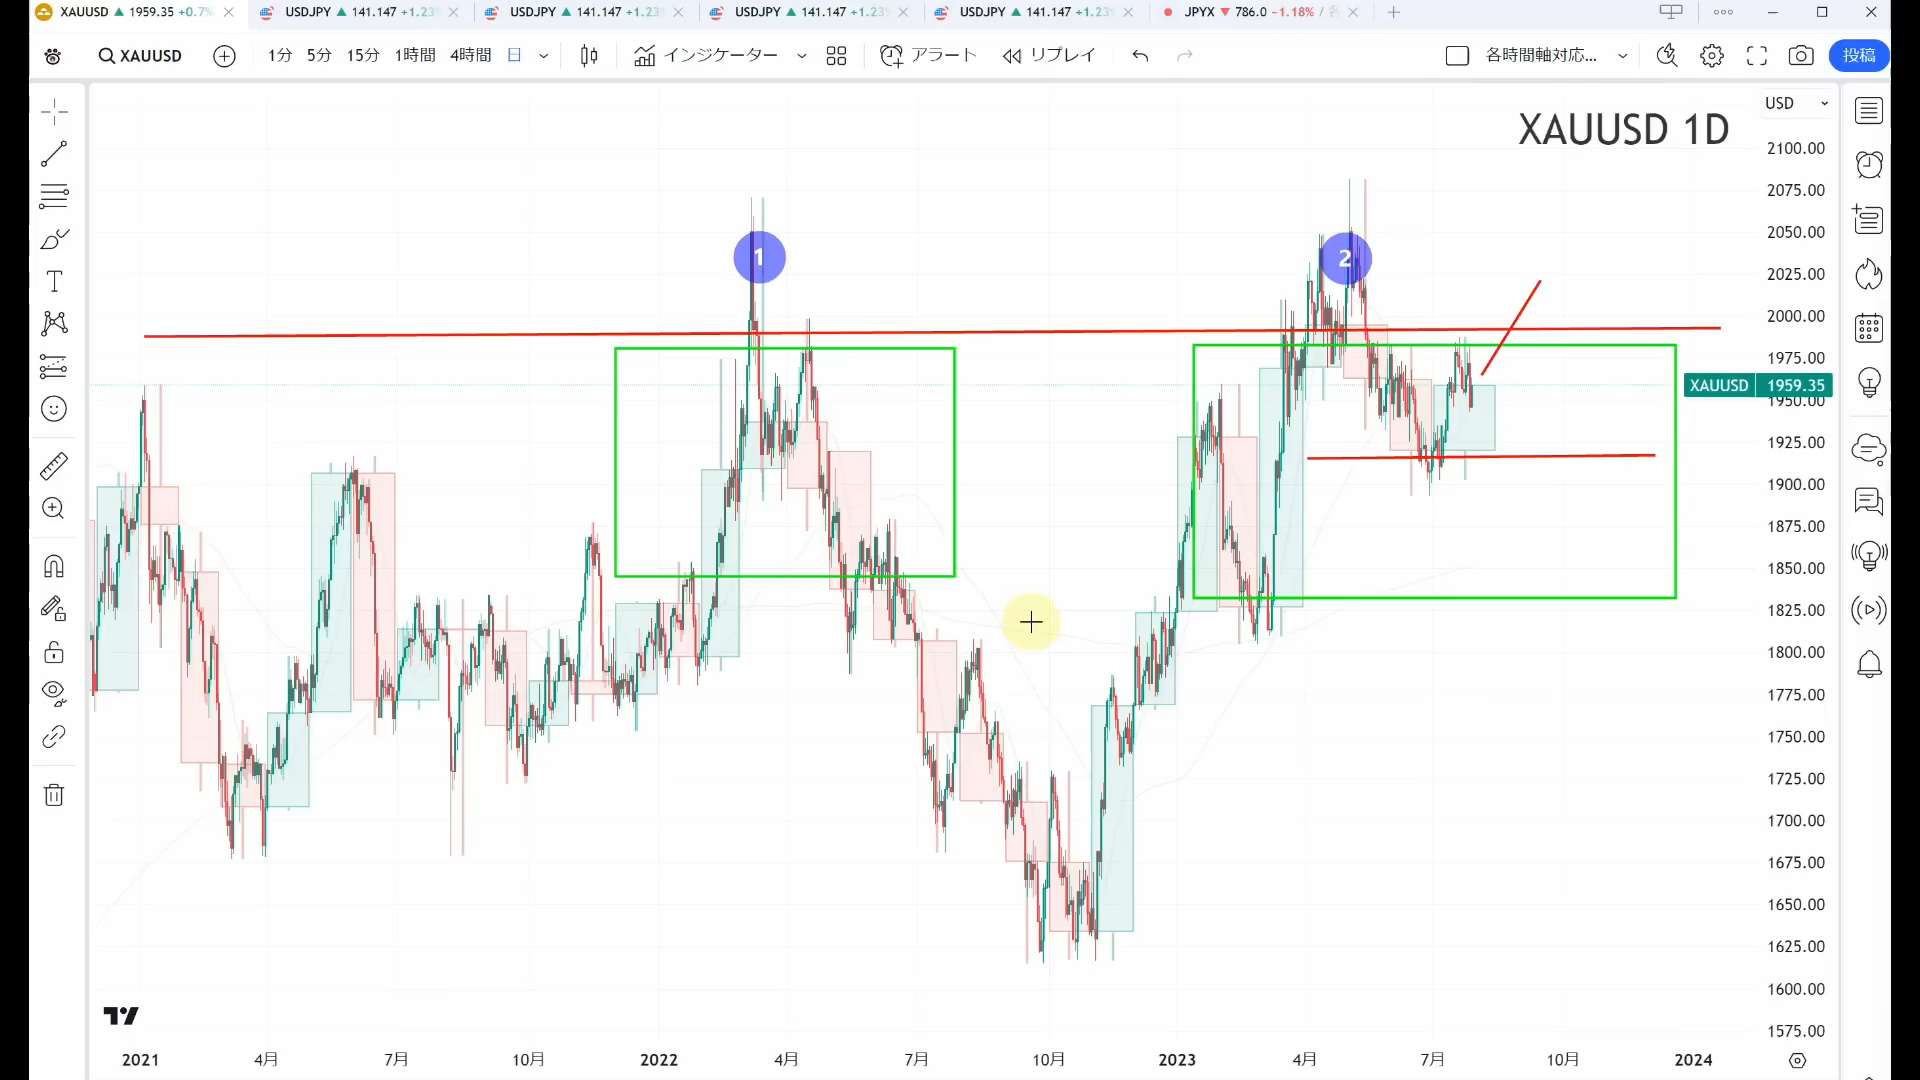 XAUUSD ▲ 1959.35 +0.7%
USDJPY ▲ 141.147 +1.23
USDJPY ▲ 141.147 +1.23
USDJPY ▲ 141.147 +1.23
USDJPY ▲ 141.147 +1.23
JPYX ▼ 786.0 −1.18% /
XAUUSD
1分 5分 15分 1時間 4時間 日
インジケーター
アラート
リプレイ
各時間軸対応...
投稿
USD
XAUUSD 1D
2100.00
2075.00
2050.00
2025.00
2000.00
1975.00
XAUUSD 1959.35
1950.00
1925.00
1900.00
1875.00
1850.00
1825.00
1800.00
1775.00
1750.00
1725.00
1700.00
1675.00
1650.00
1625.00
1600.00
1575.00
1
2
2021 4月 7月 10月 2022 4月 7月 10月 2023 4月 7月 10月 2024